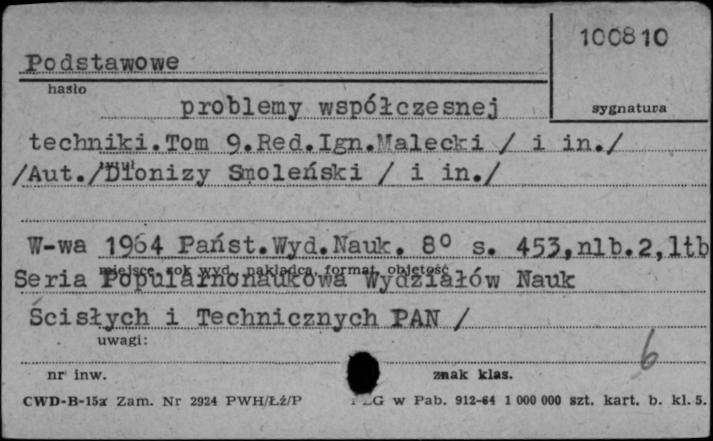 100810
Podstawowe
hasło
problemy współczesnej
sygnatura
techniki.Tom 9.Red.Ign.Malecki / i in./
/Aut./Dionizy Smoleński / i in./
W-wa 1964 Państ.Wyd.Nauk. 8º s. 453,nlb.2,ltb
miejsce, rok wyd., nakładca, format, objętość
Seria Popularnonaukowa Wydziałów Nauk
Ścisłych i Technicznych PAN /
uwagi:
6
nr inw.
znak klas.
CWD-B-15a Zam. Nr 2924 PWH/Łź/P
w Pab. 912-64 1 000 000 szt. kart. b. kl. 5.